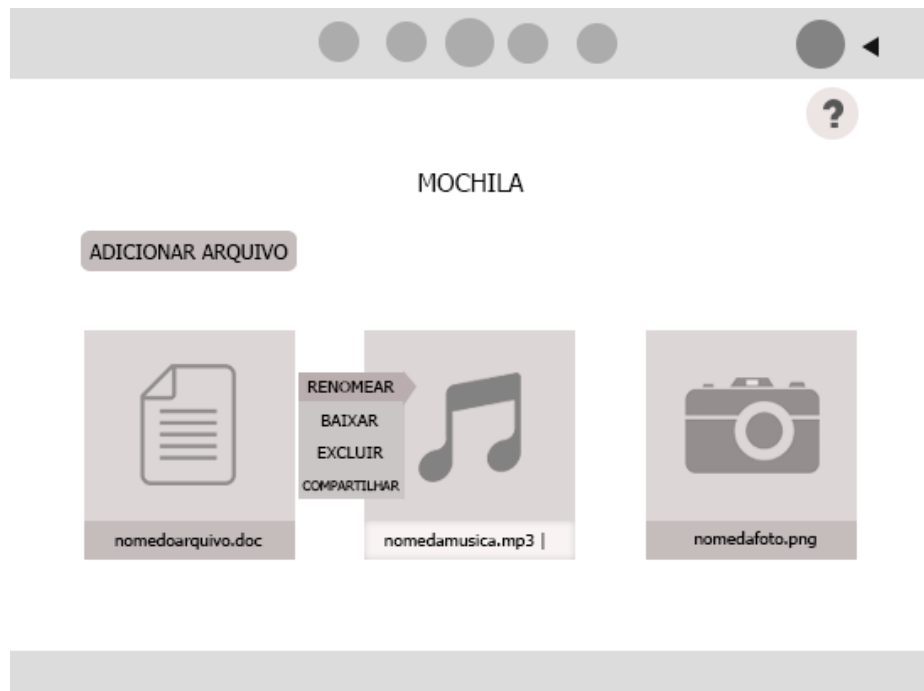 ?
MOCHILA
ADICIONAR ARQUIVO
RENOMEAR
BAIXAR
EXCLUIR
COMPARTILHAR
nomedoarquivo.doc
nomedamusica.mp3 |
nomedafoto.png